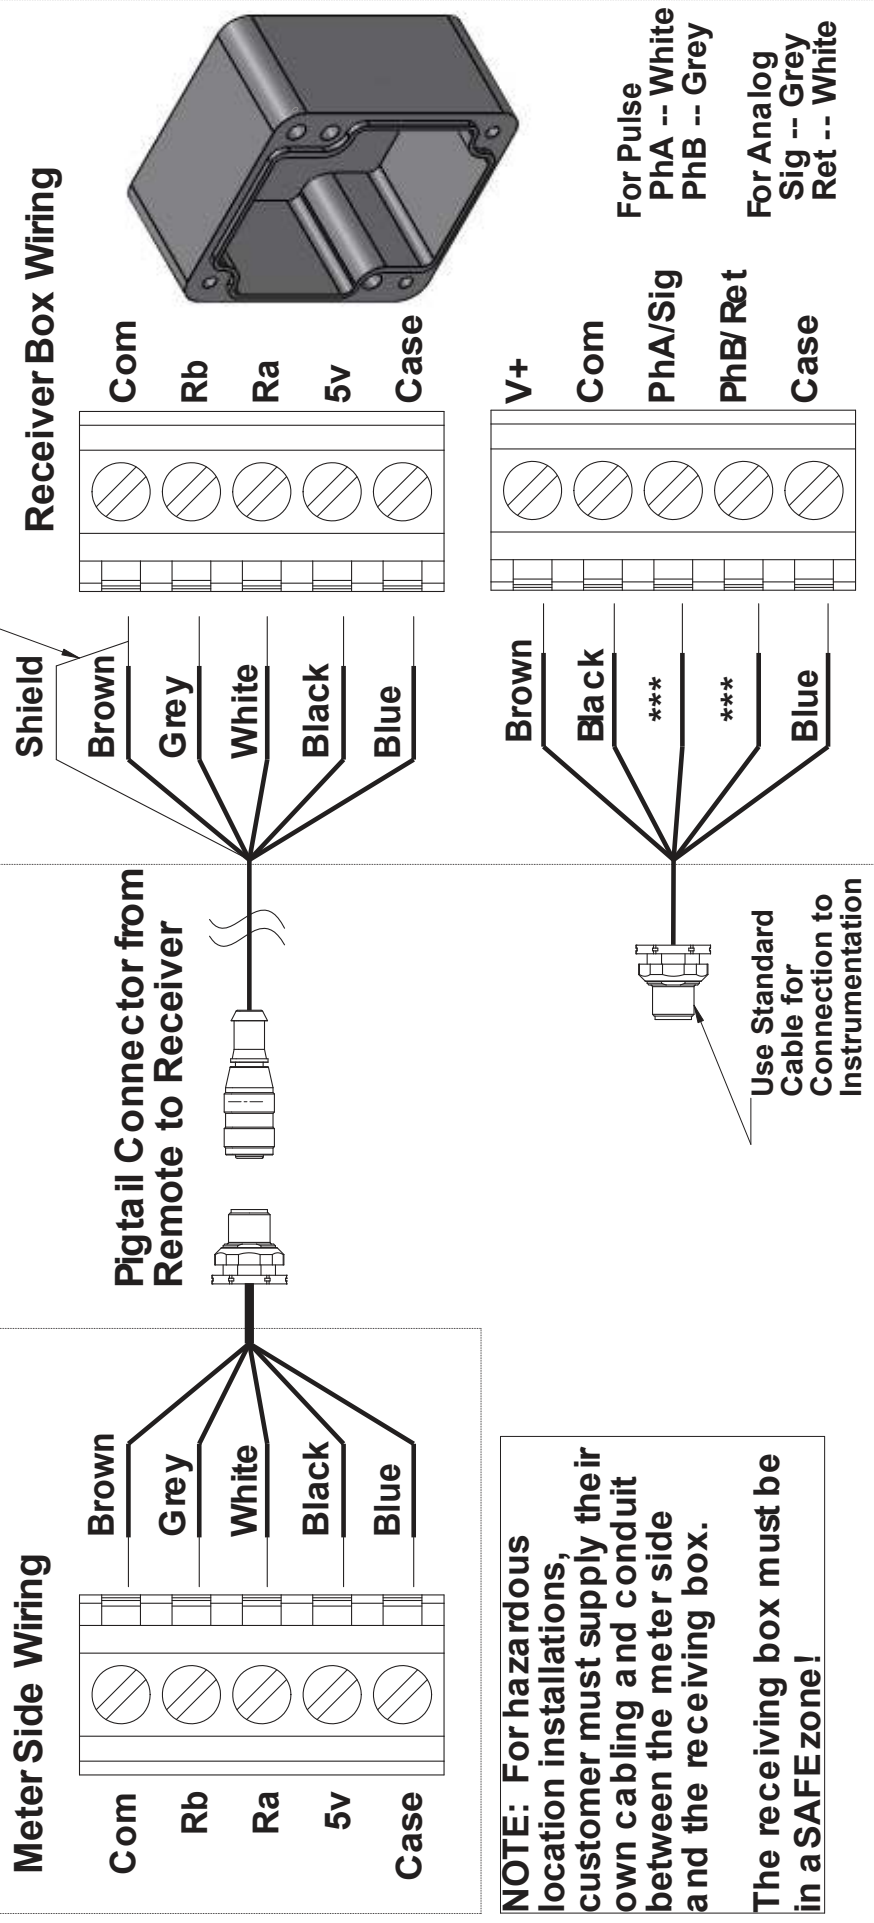 Meter Side Wiring
Com
Rb
Ra
5v
Case
Brown
Grey
White
Black
Blue
Pigtail Connector from
Remote to Receiver
Receiver Box Wiring
Shield
Brown
Grey
White
Black
Blue
Com
Rb
Ra
5v
Case
NOTE: For hazardous
location installations,
customer must supply their
own cabling and conduit
between the meter side
and the receiving box.
The receiving box must be
in a SAFE zone!
Use Standard
Cable for
Connection to
Instrumentation
Brown
Black
***
***
Blue
V+
Com
PhA/Sig
PhB/Ret
Case
For Pulse
PhA -- White
PhB -- Grey
For Analog
Sig -- Grey
Ret -- White